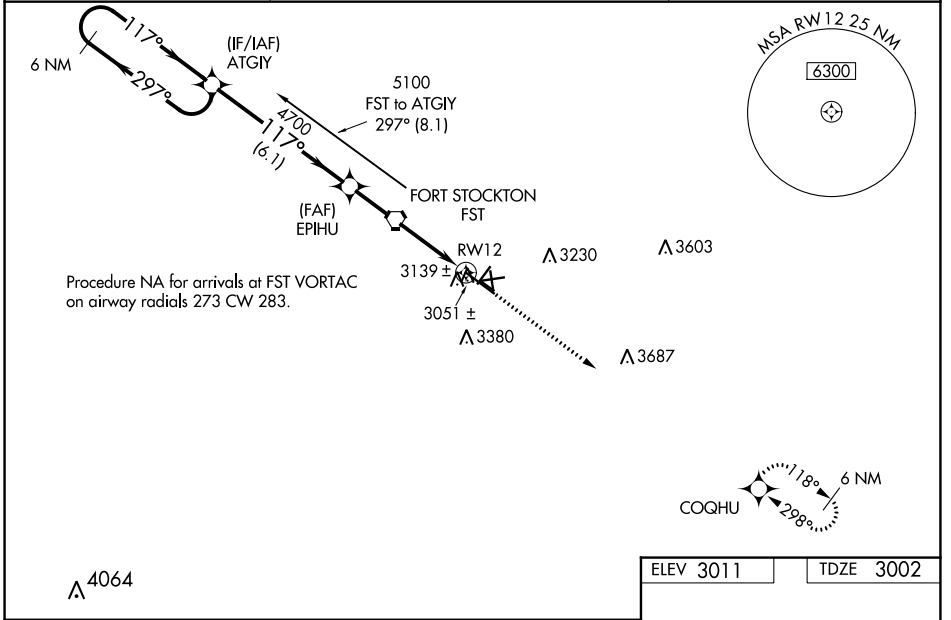 117°
6 NM
297°
(IF/IAF)
ATGIY
5100
FST to ATGIY
297° (8.1)
4700
117°
(6.1)
MSA RW12 25 NM
6300
(FAF)
EPIHU
FORT STOCKTON
FST
RW12
3139 ±
3230
3603
Procedure NA for arrivals at FST VORTAC
on airway radials 273 CW 283.
3051 ±
3380
3687
118°
6 NM
298°
COQHU
4064
ELEV 3011
TDZE 3002